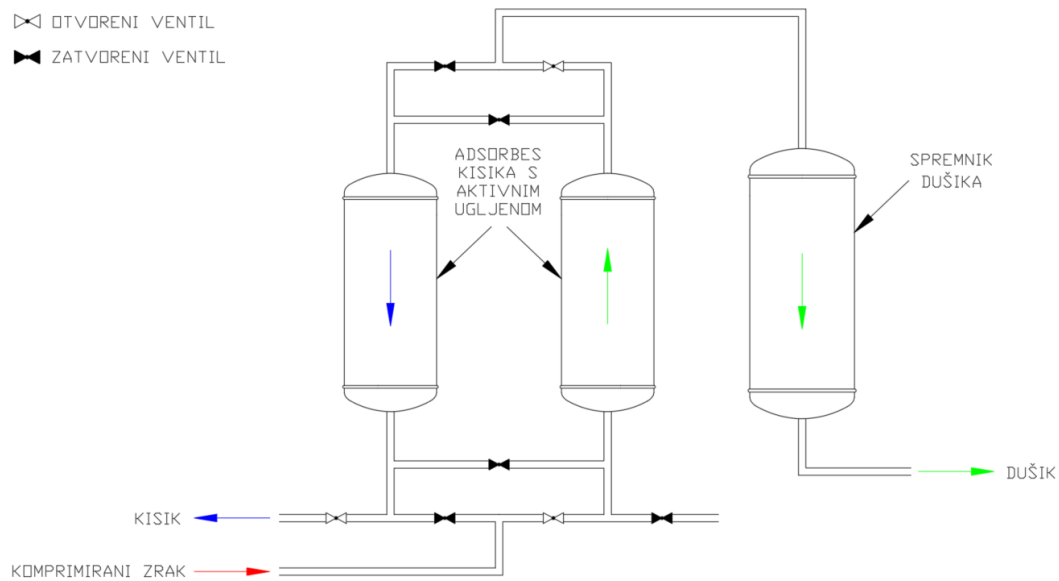 OTVORENI VENTIL
ZATVORENI VENTIL
ADSORBES
KISIKA S
AKTIVNIM
UGLJENOM
SPREMNIK
DUŠIKA
DUŠIK
KISIK
KOMPRIMIRANI ZRAK